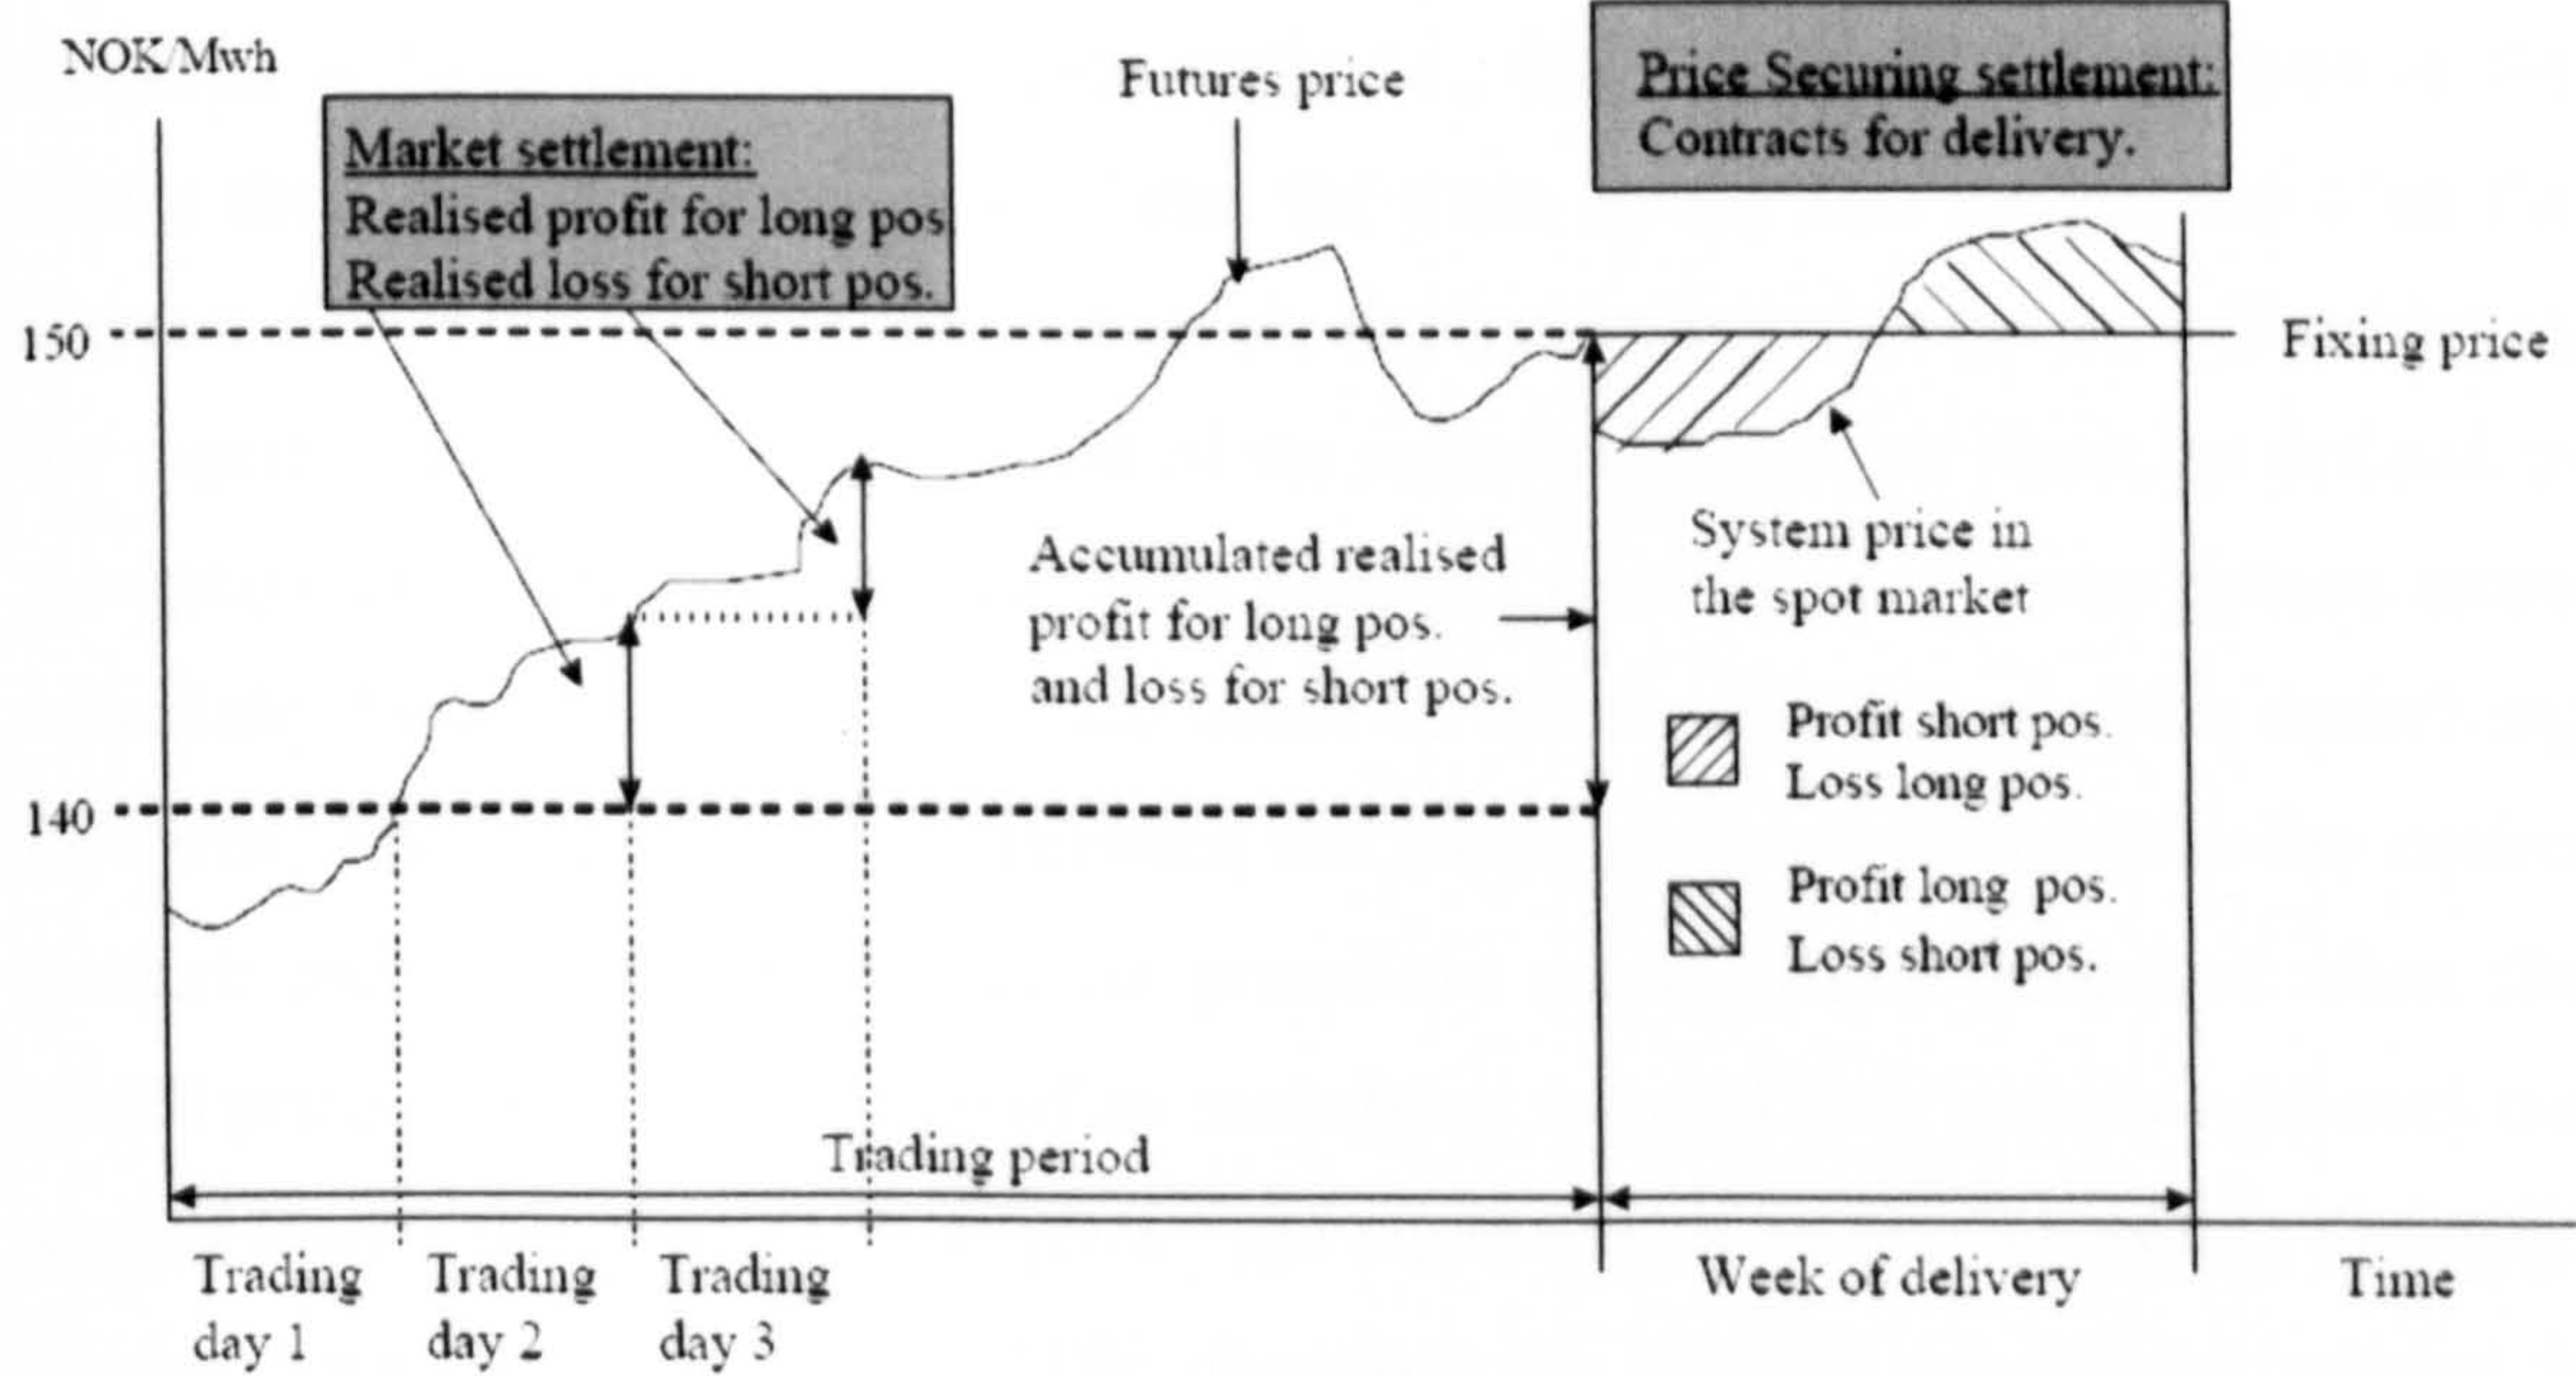 NOK/Mwh
Market settlement:
Realised profit for long pos
Realised loss for short pos.
Futures price
Price Securing settlement:
Contracts for delivery.
150
Fixing price
Accumulated realised
profit for long pos.
and loss for short pos.
System price in
the spot market
Profit short pos.
Loss long pos.
140
Profit long pos.
Loss short pos.
Trading period
Trading
day 1
Trading
day 2
Trading
day 3
Week of delivery
Time